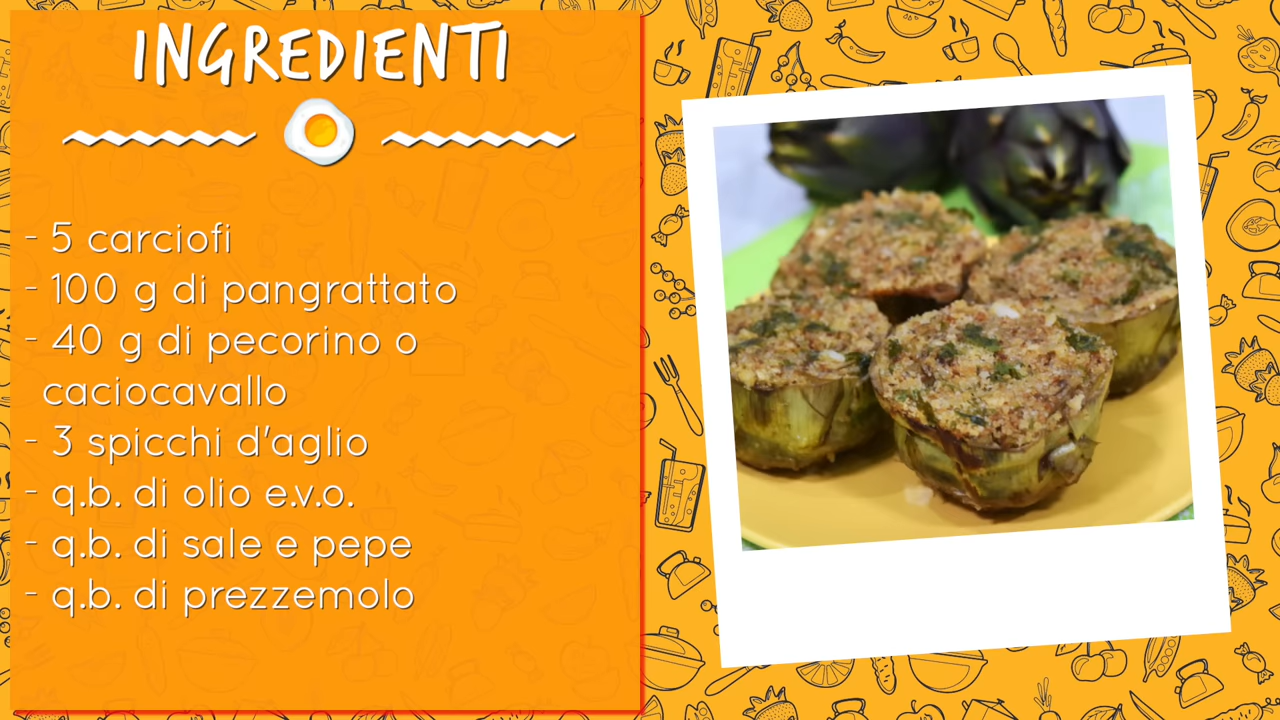 INGREDIENTI
- 5 carciofi
- 100 g di pangrattato
- 40 g di pecorino o
caciocavallo
- 3 spicchi d'aglio
- q.b. di olio e.v.o.
- q.b. di sale e pepe
- q.b. di prezzemolo